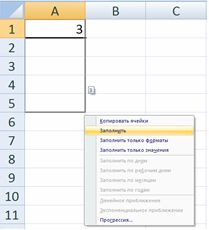 A B C
1 3
2
3
4
5
6
7
8
9
10
11
Копировать ячейки
Заполнить
Заполнить только форматы
Заполнить только значения
Заполнить по дням
Заполнить по рабочим дням
Заполнить по месяцам
Заполнить по годам
Линейное приближение
Экспоненциальное приближение
Прогрессия...